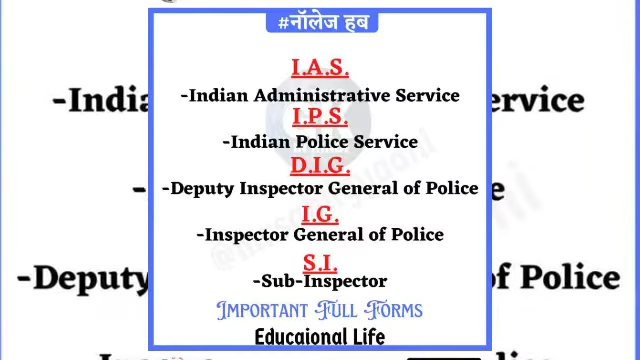 #नॉलेज हब
I.A.S.
-Indian Administrative Service
I.P.S.
-Indian Police Service
D.I.G.
-Deputy Inspector General of Police
I.G.
-Inspector General of Police
S.I.
-Sub-Inspector
Important Full Forms
Educaional Life